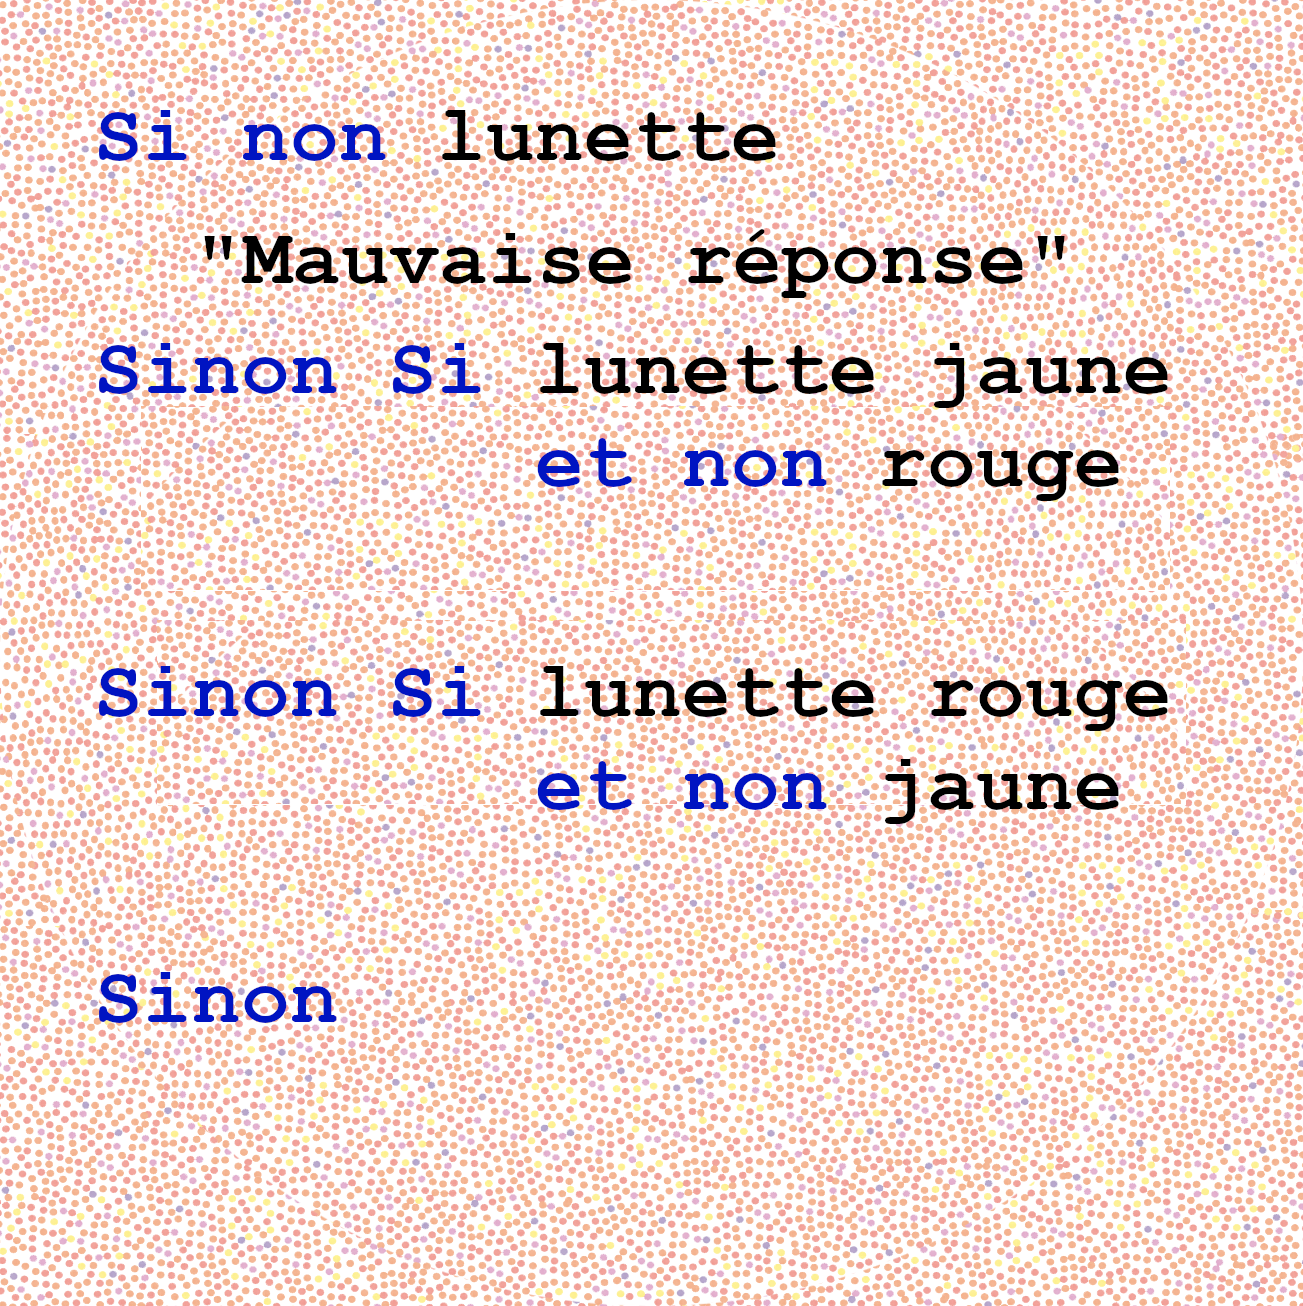 Si non lunette
"Mauvaise réponse"
Sinon Si lunette jaune
et non rouge
Sinon Si lunette rouge
et non jaune
Sinon